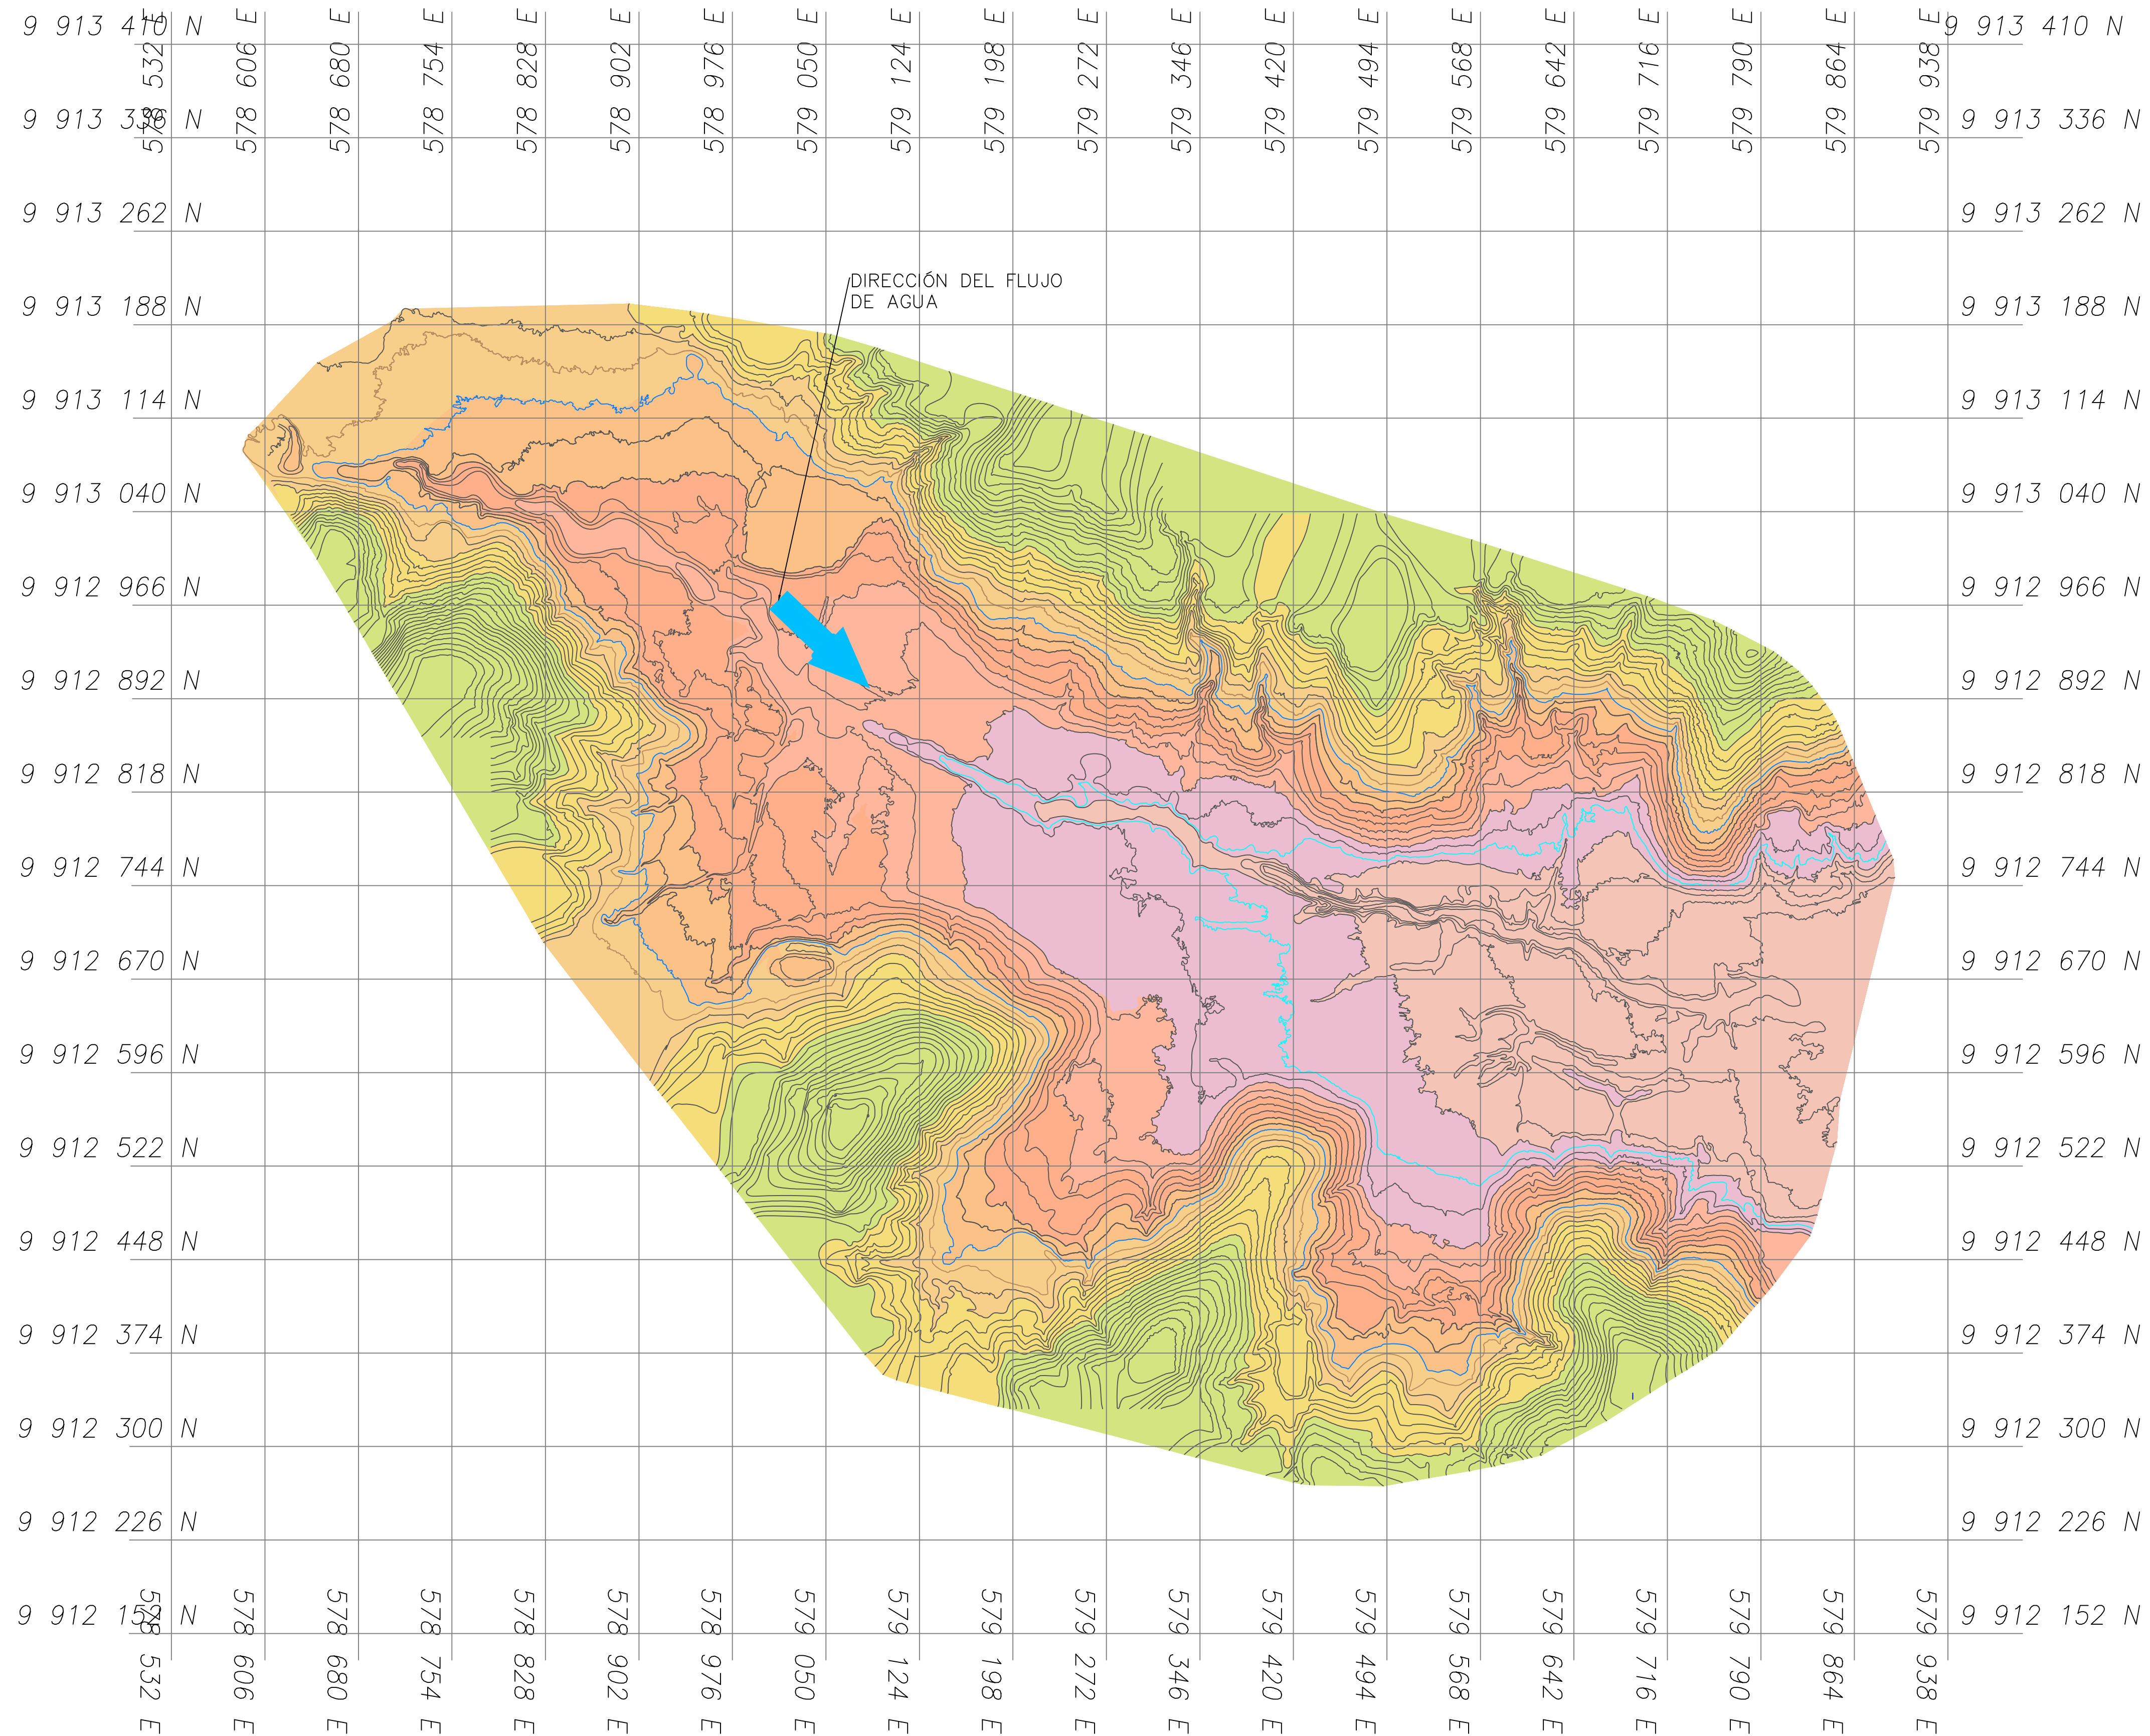 9 913 410 N
578 532 E
578 606 E
578 680 E
578 754 E
578 828 E
578 902 E
578 976 E
579 050 E
579 124 E
579 198 E
579 272 E
579 346 E
579 420 E
579 494 E
579 568 E
579 642 E
579 716 E
579 790 E
579 864 E
579 938 E
9 913 410 N
9 913 336 N
9 913 336 N
9 913 262 N
9 913 262 N
DIRECCIÓN DEL FLUJO
DE AGUA
9 913 188 N
9 913 188 N
9 913 114 N
9 913 114 N
9 913 040 N
9 913 040 N
9 912 966 N
9 912 966 N
9 912 892 N
9 912 892 N
9 912 818 N
9 912 818 N
9 912 744 N
9 912 744 N
9 912 670 N
9 912 670 N
9 912 596 N
9 912 596 N
9 912 522 N
9 912 522 N
9 912 448 N
9 912 448 N
9 912 374 N
9 912 374 N
9 912 300 N
9 912 300 N
9 912 226 N
9 912 226 N
9 912 152 N
9 912 152 N
578 532 E
578 606 E
578 680 E
578 754 E
578 828 E
578 902 E
578 976 E
579 050 E
579 124 E
579 198 E
579 272 E
579 346 E
579 420 E
579 494 E
579 568 E
579 642 E
579 716 E
579 790 E
579 864 E
579 938 E